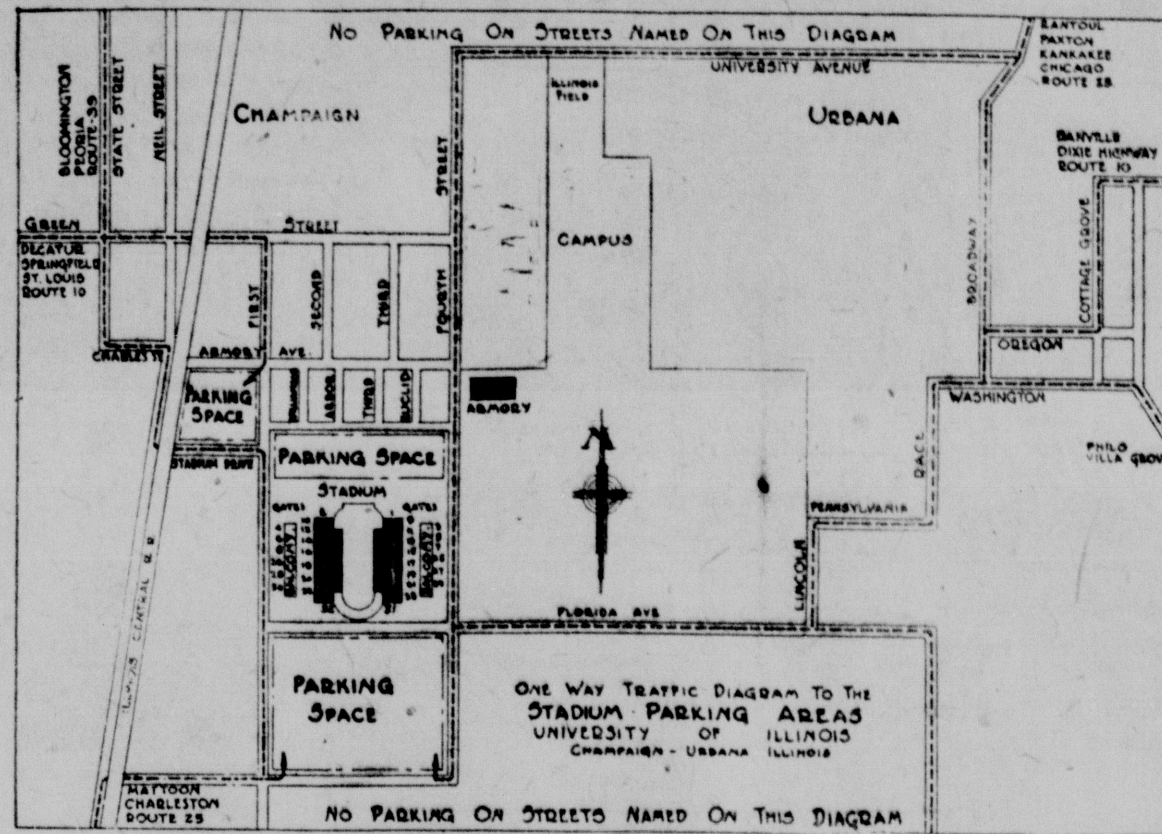 NO PARKING ON STREETS NAMED ON THIS DIAGRAM
RANTOUL
PAXTON
KANKAKEE
CHICAGO
ROUTE 25
BLOOMINGTON
PEORIA
ROUTE-39
STATE STREET
NEIL STREET
CHAMPAIGN
STREET
UNIVERSITY AVENUE
ILLINOIS
FIELD
URBANA
DANVILLE
DIXIE HIGHWAY
ROUTE 10
GREEN
STREET
DECATUR
SPRINGFIELD
ST. LOUIS
ROUTE 10
FIRST
SECOND
THIRD
FOURTH
CAMPUS
BROADWAY
COTTAGE GROVE
OREGON
CHARLES ST
ARMORY AVE.
PARKING
SPACE
ARBOR
THIRD
EUCLID
ARMORY
WASHINGTON
RACE
PHILO
VILLA GROV
STADIUM DRIVE
PARKING SPACE
STADIUM
GATES
GATES
BALCONY
BALCONY
N
PENNSYLVANIA
LINCOLN
CENTRAL R R
FLORIDA AVE
PARKING
SPACE
ONE WAY TRAFFIC DIAGRAM TO THE
STADIUM PARKING AREAS
UNIVERSITY OF ILLINOIS
CHAMPAIGN - URBANA ILLINOIS
MATTOON
CHARLESTON
ROUTE 25
NO PARKING ON STREETS NAMED ON THIS DIAGRAM